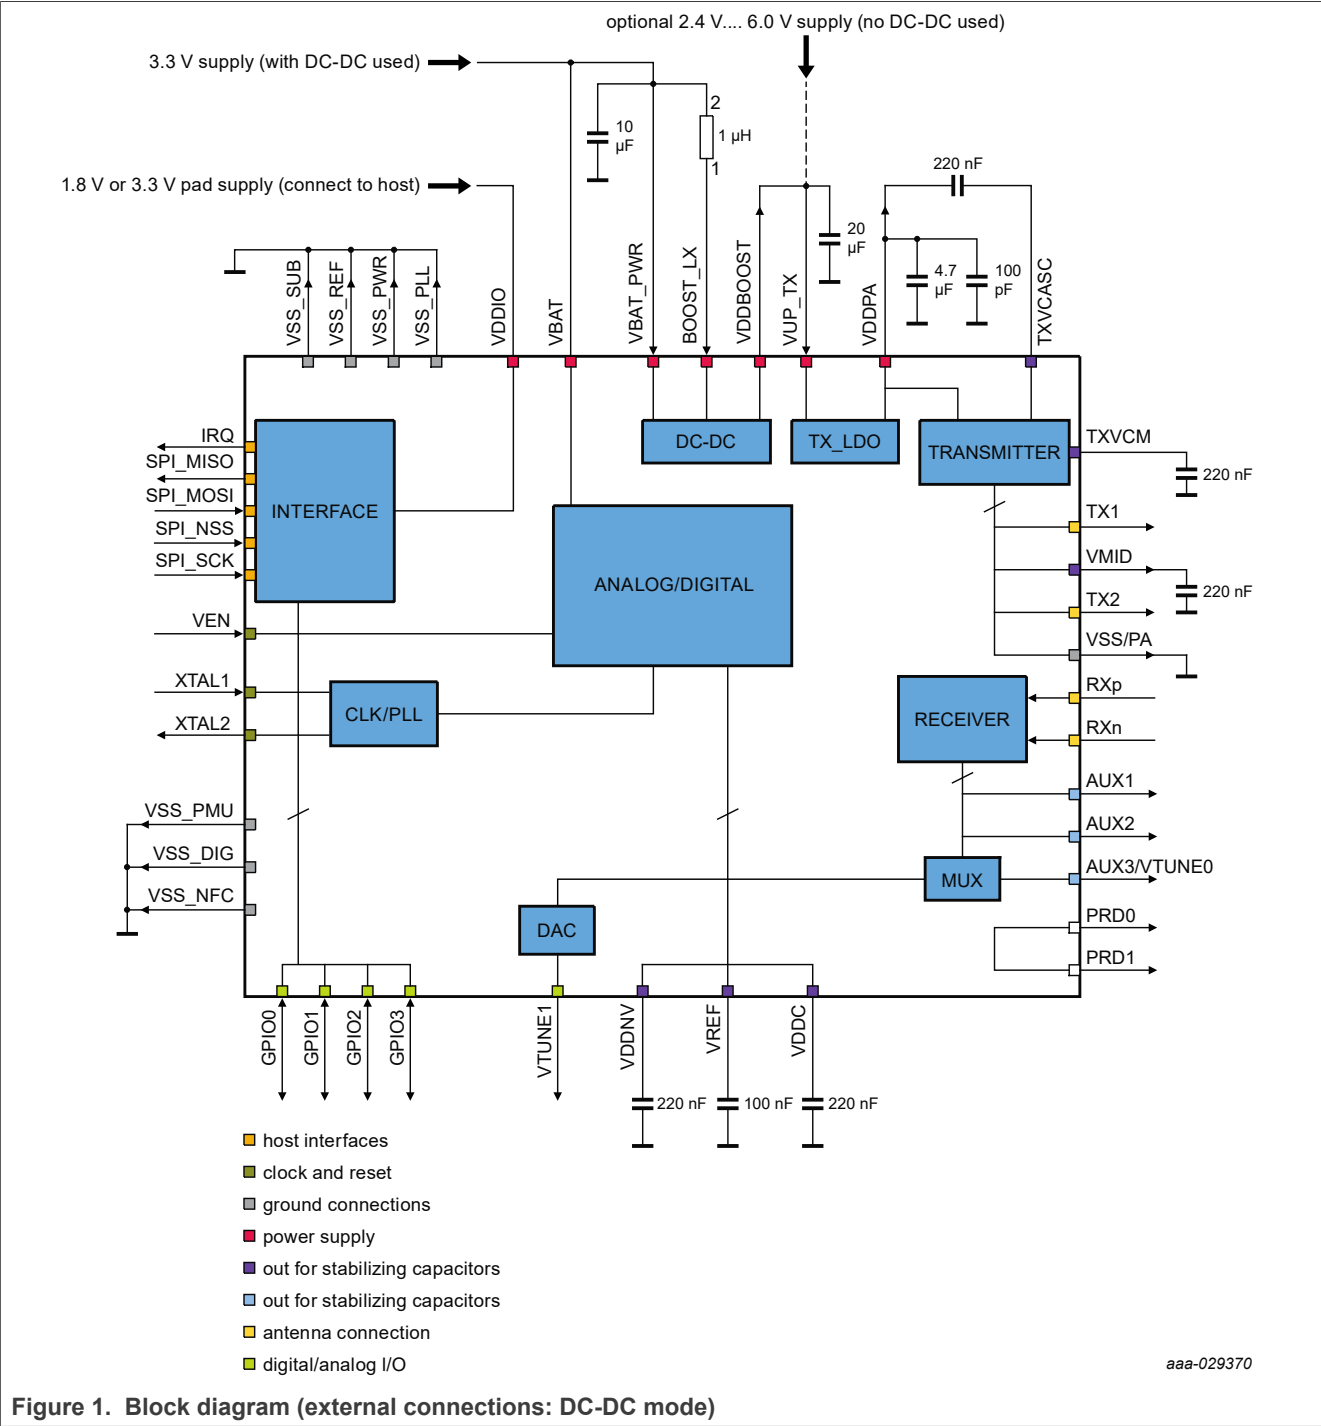 optional 2.4 V.... 6.0 V supply (no DC-DC used)
3.3 V supply (with DC-DC used)
2
10
µF
1 µH
1
220 nF
1.8 V or 3.3 V pad supply (connect to host)
20
µF
4.7
µF
100
pF
VSS_SUB
VSS_REF
VSS_PWR
VSS_PLL
VDDIO
VBAT
VBAT_PWR
BOOST_LX
VDDBOOST
VUP_TX
VDDPA
TXVCASC
IRQ
SPI_MISO
SPI_MOSI
SPI_NSS
SPI_SCK
INTERFACE
DC-DC
TX_LDO
TRANSMITTER
TXVCM
220 nF
TX1
VMID
220 nF
TX2
VSS/PA
ANALOG/DIGITAL
VEN
XTAL1
XTAL2
CLK/PLL
RECEIVER
RXp
RXn
AUX1
AUX2
AUX3/VTUNE0
MUX
VSS_PMU
VSS_DIG
VSS_NFC
DAC
PRD0
PRD1
GPIO0
GPIO1
GPIO2
GPIO3
VTUNE1
VDDNV
VREF
VDDC
220 nF
100 nF
220 nF
host interfaces
clock and reset
ground connections
power supply
out for stabilizing capacitors
out for stabilizing capacitors
antenna connection
digital/analog I/O
aaa-029370
Figure 1. Block diagram (external connections: DC-DC mode)